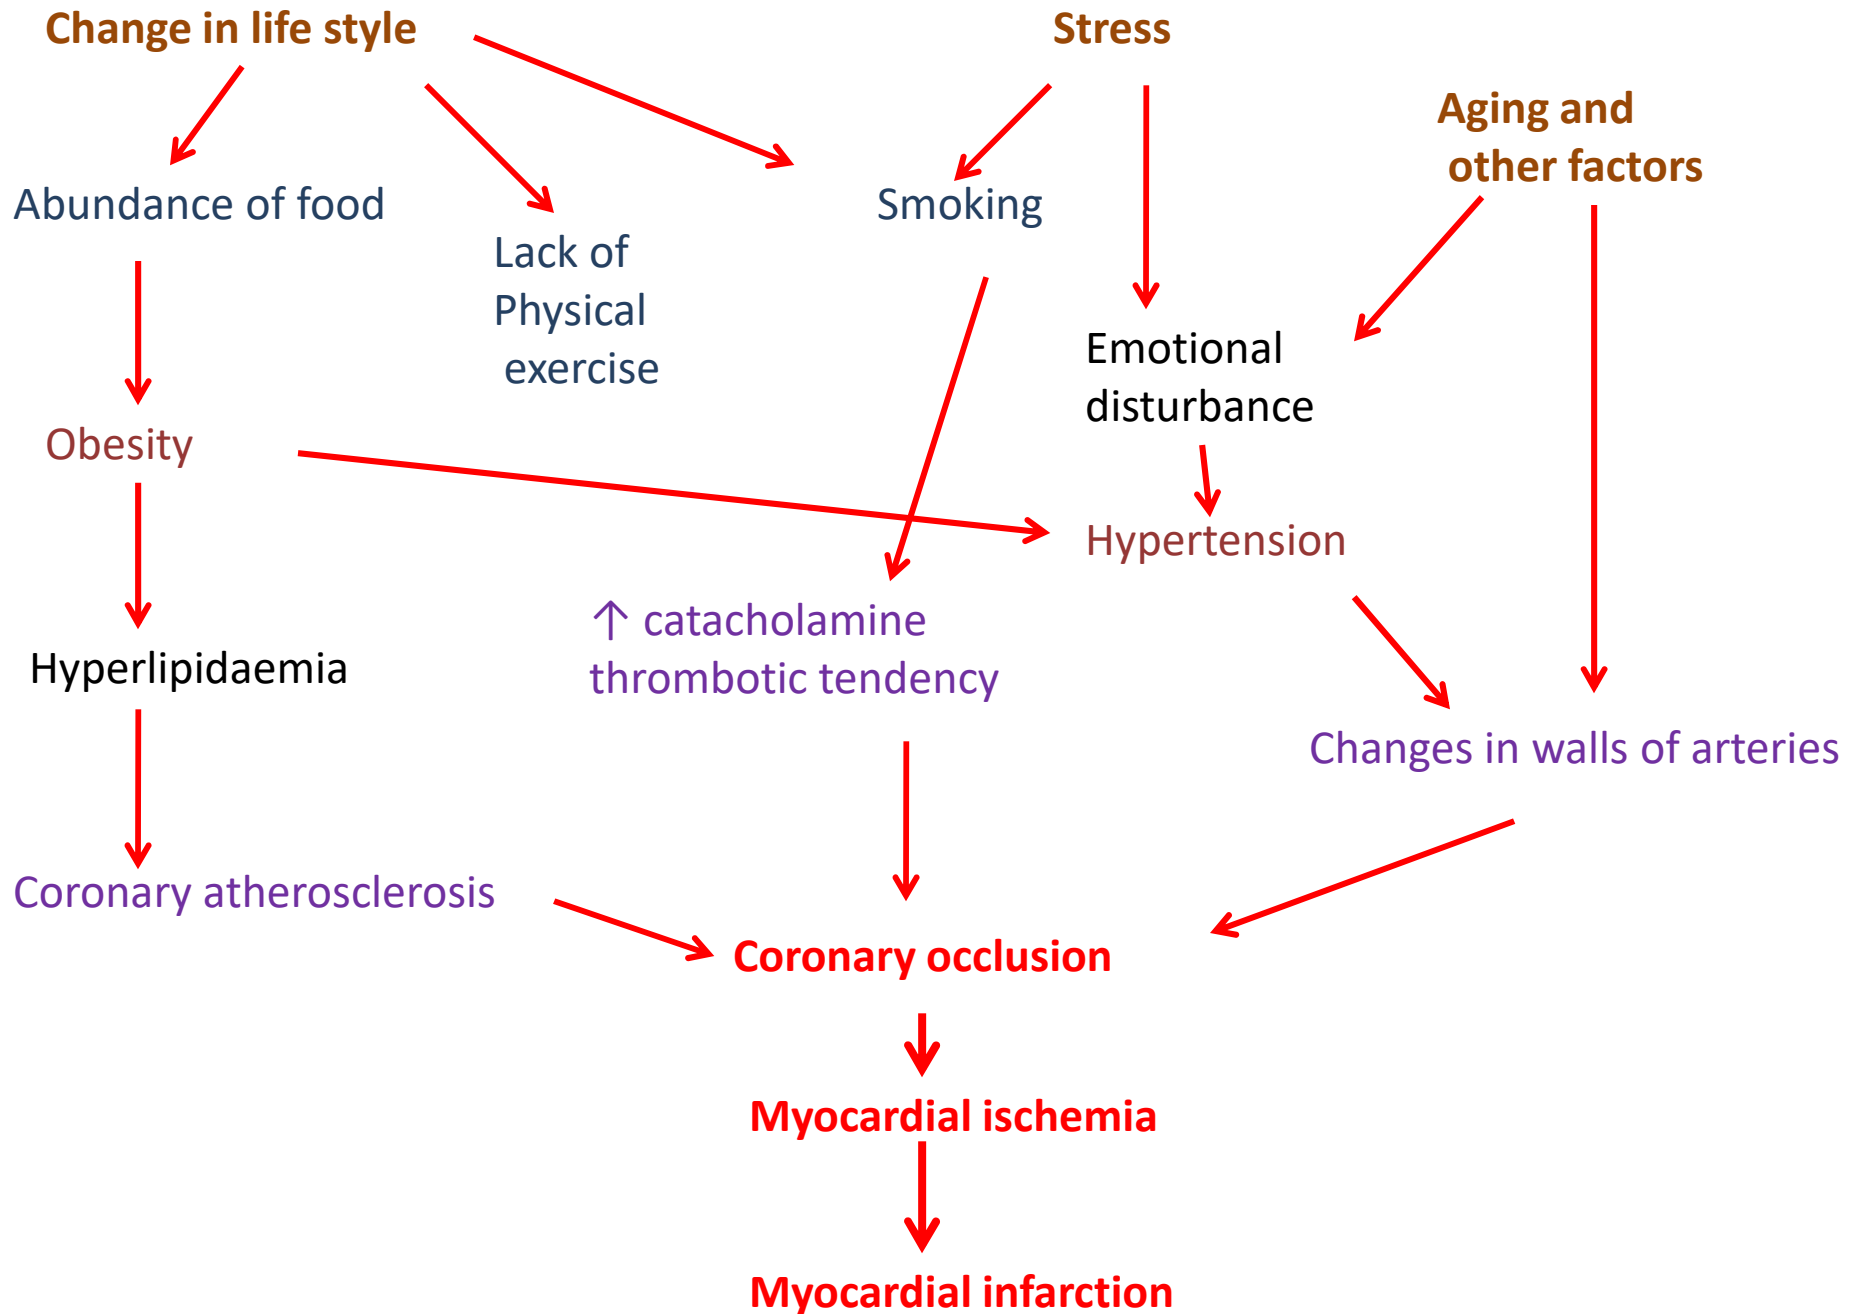 Change in life style
Stress
Aging and
other factors
Abundance of food
Smoking
Lack of
Physical
exercise
Emotional
disturbance
Obesity
Hypertension
↑ catacholamine
thrombotic tendency
Hyperlipidaemia
Changes in walls of arteries
Coronary atherosclerosis
Coronary occlusion
Myocardial ischemia
Myocardial infarction